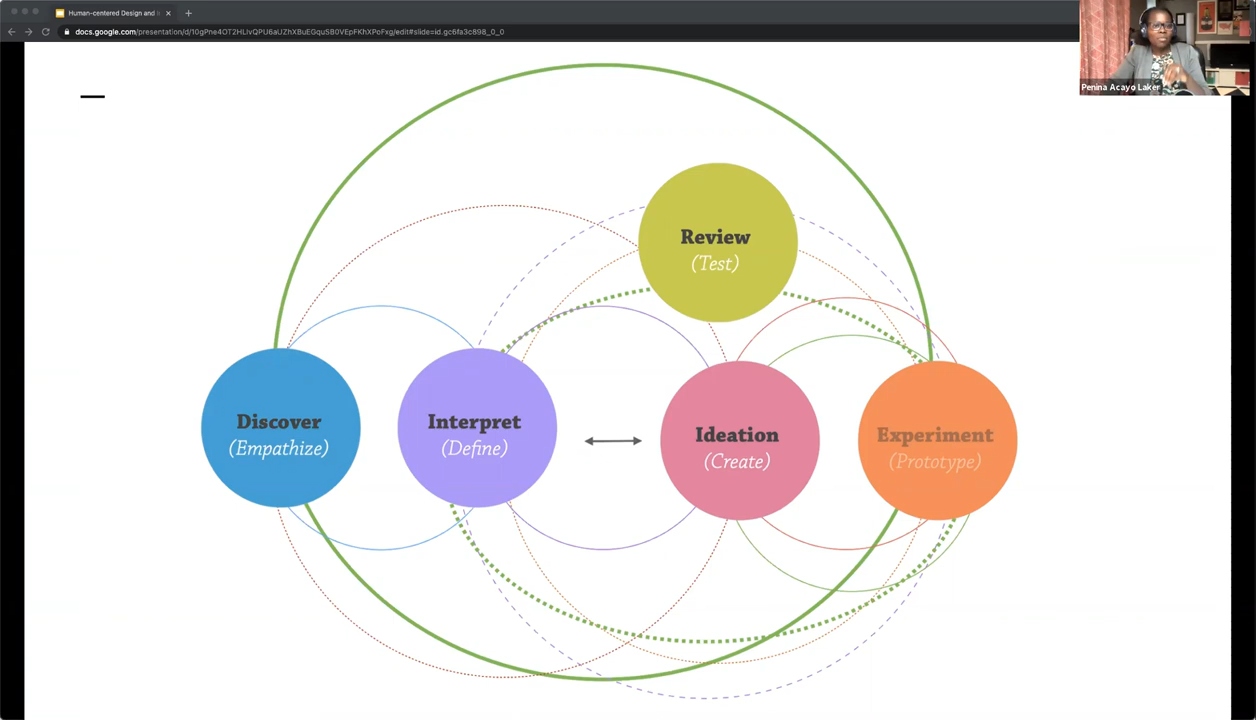 Human-centered Design and
docs.google.com/presentation/d/10gPne4OT2HLlvQPU6aUZhXBuEGquSB0VEpFKhXPoFxg/edit#slide=id.gc6fa3c898_0_0
Penina Acayo Laker
Review
(Test)
Discover
(Empathize)
Interpret
(Define)
Ideation
(Create)
Experiment
(Prototype)